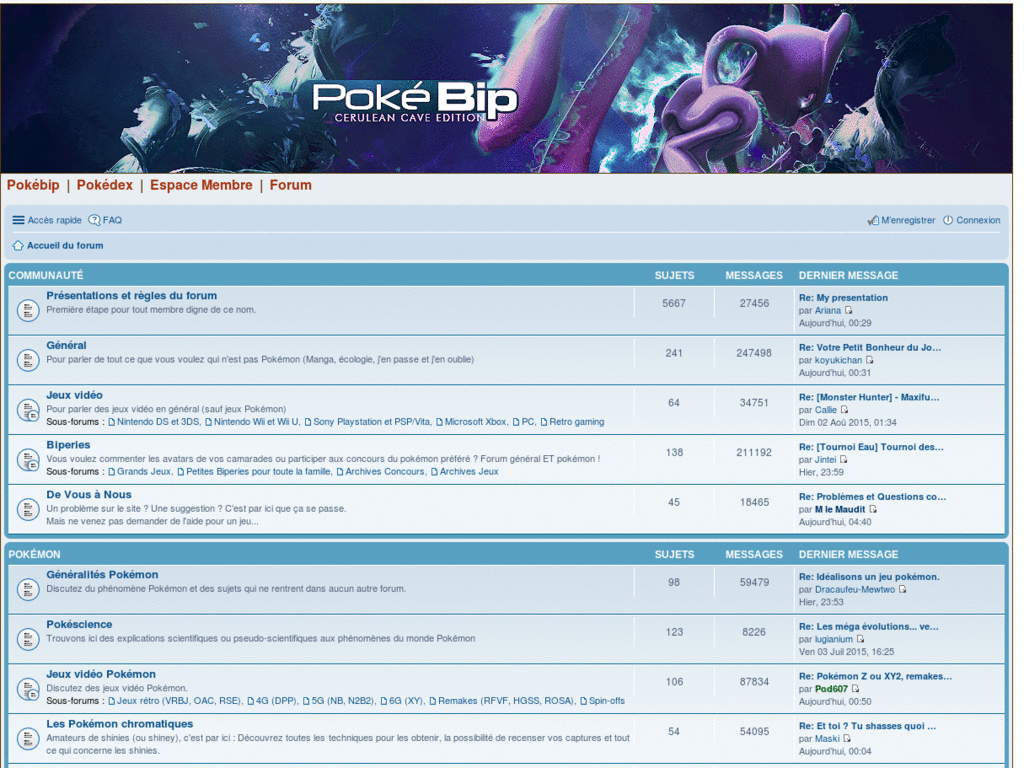 Poké Bip
CERULEAN CAVE EDITION
Pokébip | Pokédex | Espace Membre | Forum
Accès rapide FAQ M'enregistrer Connexion
Accueil du forum
COMMUNAUTÉ SUJETS MESSAGES DERNIER MESSAGE
Présentations et règles du forum
Première étape pour tout membre digne de ce nom.
5667 27456
Re: My presentation
par Ariana
Aujourd'hui, 00:29
Général
Pour parler de tout ce que vous voulez qui n'est pas Pokémon (Manga, écologie, j'en passe et j'en oublie)
241 247498
Re: Votre Petit Bonheur du Jo…
par koyukichan
Aujourd'hui, 00:31
Jeux vidéo
Pour parler des jeux vidéo en général (sauf jeux Pokémon)
Sous-forums : Nintendo DS et 3DS, Nintendo Wii et Wii U, Sony Playstation et PSP/Vita, Microsoft Xbox, PC, Retro gaming
64 34751
Re: [Monster Hunter] - Maxifu…
par Callie
Dim 02 Aoû 2015, 01:34
Biperies
Vous voulez commenter les avatars de vos camarades ou participer aux concours du pokémon préféré ? Forum général ET pokémon !
Sous-forums : Grands Jeux, Petites Biperies pour toute la famille, Archives Concours, Archives Jeux
138 211192
Re: [Tournoi Eau] Tournoi des…
par Jintei
Hier, 23:59
De Vous à Nous
Un problème sur le site ? Une suggestion ? C'est par ici que ça se passe.
Mais ne venez pas demander de l'aide pour un jeu...
45 18465
Re: Problèmes et Questions co…
par M le Maudit
Aujourd'hui, 04:40
POKÉMON SUJETS MESSAGES DERNIER MESSAGE
Généralités Pokémon
Discutez du phénomène Pokémon et des sujets qui ne rentrent dans aucun autre forum.
98 59479
Re: Idéalisons un jeu pokémon.
par Dracaufeu-Mewtwo
Hier, 23:53
Pokéscience
Trouvons ici des explications scientifiques ou pseudo-scientifiques aux phénomènes du monde Pokémon
123 8226
Re: Les méga évolutions... ve…
par lugianium
Ven 03 Juil 2015, 16:25
Jeux vidéo Pokémon
Discutez des jeux vidéo Pokémon.
Sous-forums : Jeux rétro (VRBJ, OAC, RSE), 4G (DPP), 5G (NB, N2B2), 6G (XY), Remakes (RFVF, HGSS, ROSA), Spin-offs
106 87834
Re: Pokémon Z ou XY2, remakes…
par Pod607
Aujourd'hui, 00:50
Les Pokémon chromatiques
Amateurs de shinies (ou shiney), c'est par ici : Découvrez toutes les techniques pour les obtenir, la possibilité de recenser vos captures et tout
ce qui concerne les shinies.
54 54095
Re: Et toi ? Tu shasses quoi …
par Maski
Aujourd'hui, 00:04